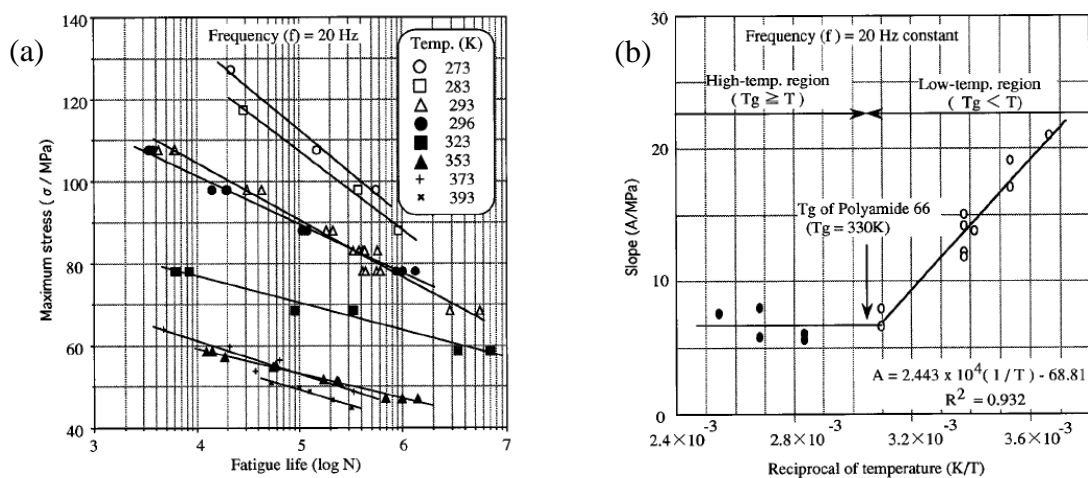 (a)
Frequency (f) = 20 Hz
Temp. (K)
273
283
293
296
323
353
373
393
140
120
100
80
60
40
Maximum stress ( σ / MPa)
3 4 5 6 7
Fatigue life (log N)
(b)
Frequency (f ) = 20 Hz constant
High-temp. region
( Tg ≧ T)
Low-temp. region
( Tg < T)
Tg of Polyamide 66
(Tg = 330K)
A = 2.443 x 10⁴( 1 / T) - 68.81
R² = 0.932
30
20
10
0
Slope (A/MPa)
2.4×10⁻³ 2.8×10⁻³ 3.2×10⁻³ 3.6×10⁻³
Reciprocal of temperature (K/T)